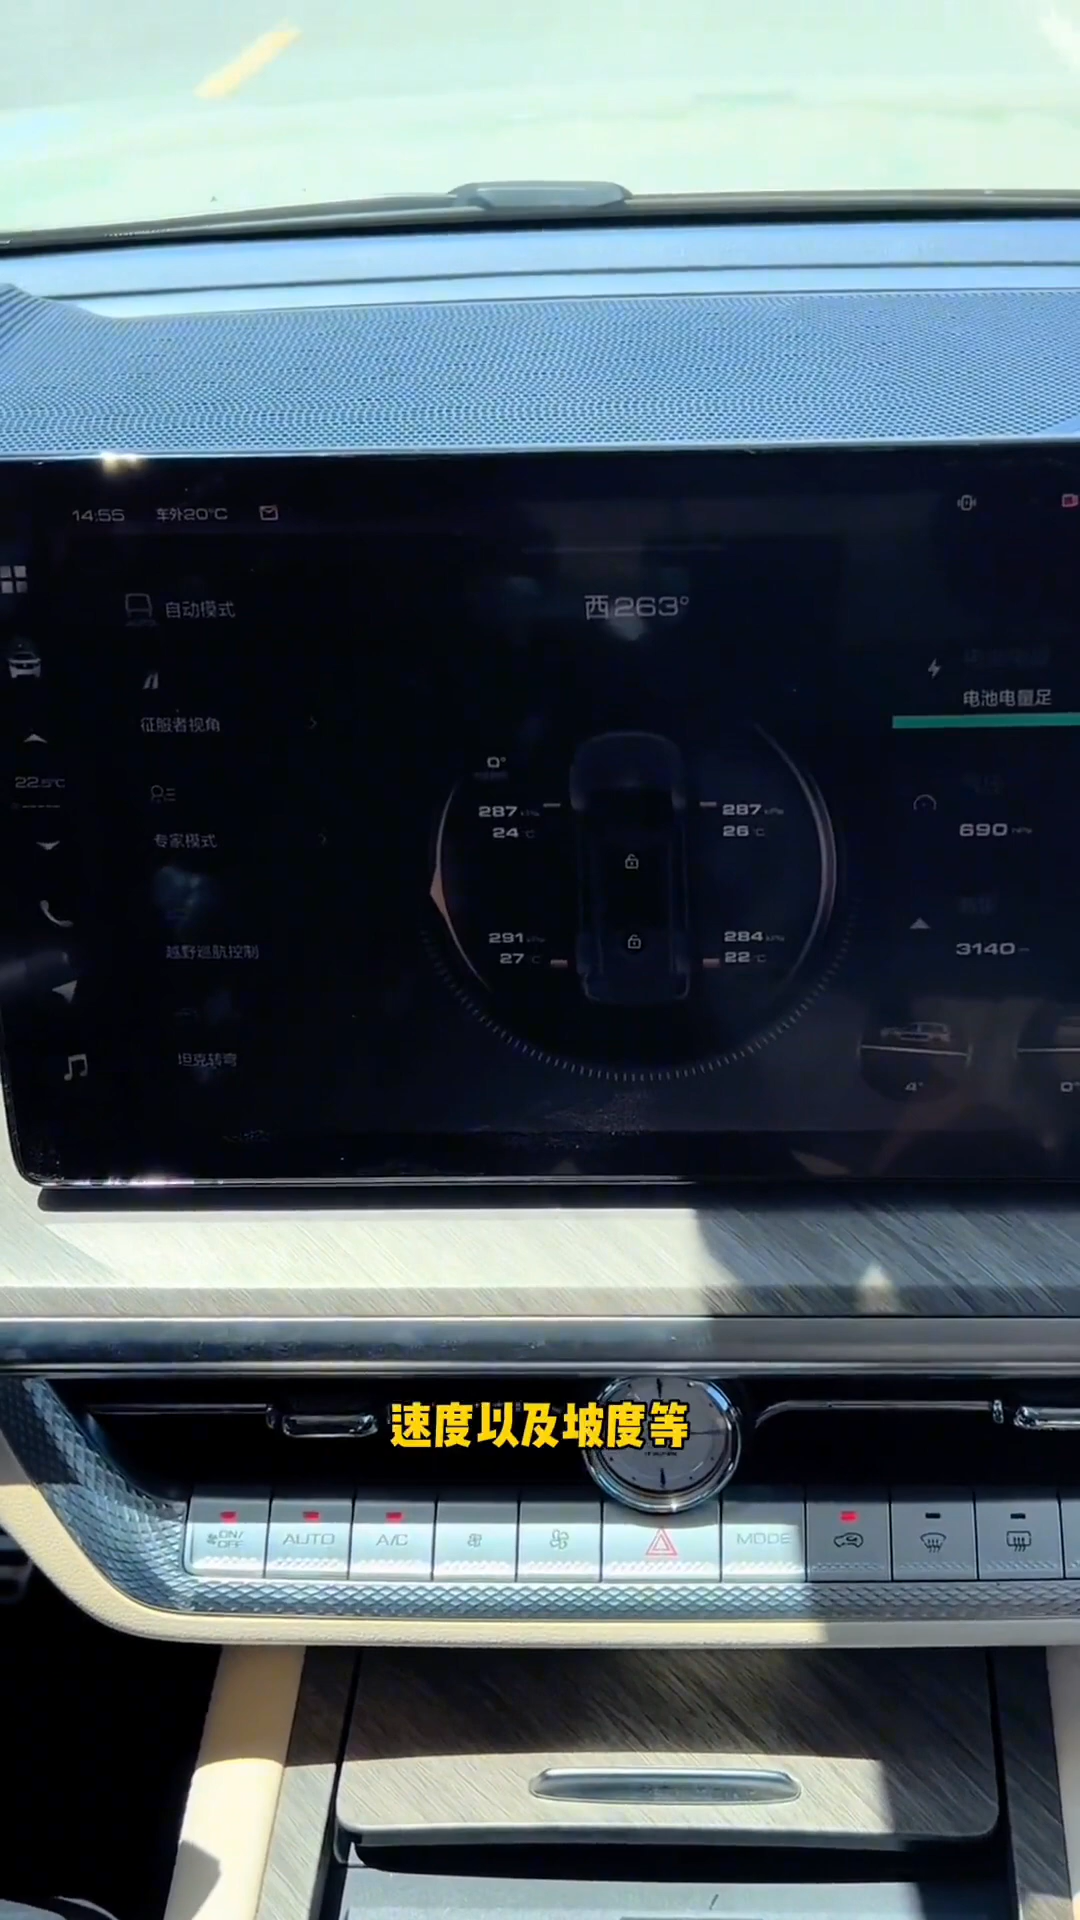 14:55 车外20°C
西263°
自动模式
电池电量足
征服者视角
22.5°C
0°
287 kPa
24 °C
287 kPa
26 °C
690 hPa
专家模式
291 kPa
27 °C
284 kPa
22 °C
3140 m
越野巡航控制
坦克转弯
4°
0°
速度以及坡度等
ON/OFF
AUTO
A/C
MODE